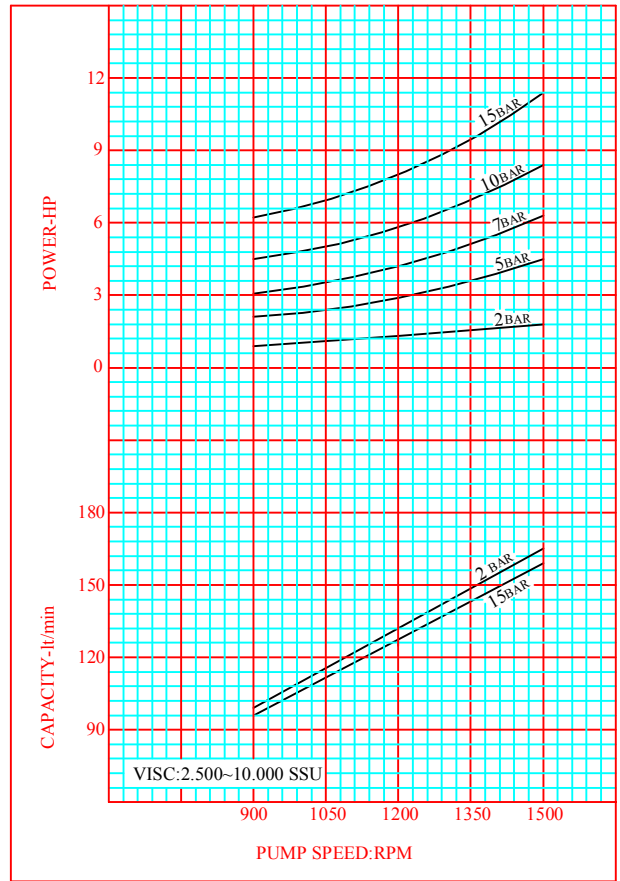 POWER-HP
12
9
6
3
0
15BAR
10BAR
7BAR
5BAR
2BAR
CAPACITY-lt/min
180
150
120
90
2 BAR
15BAR
VISC:2.500~10.000 SSU
900 1050 1200 1350 1500
PUMP SPEED:RPM